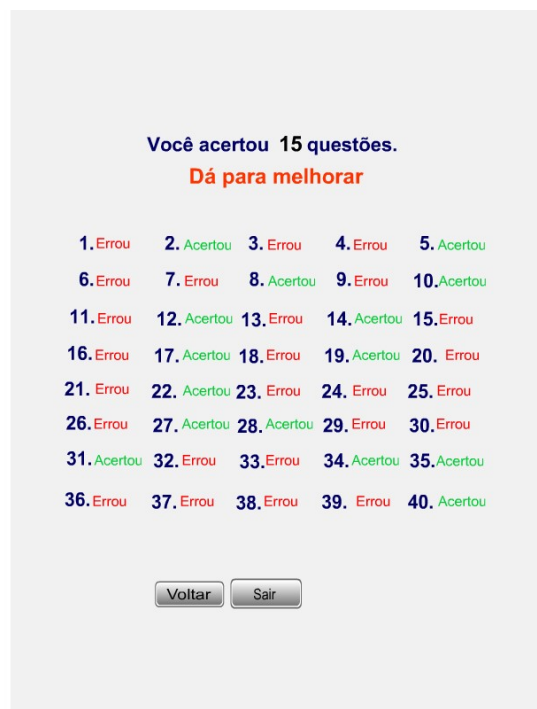 Você acertou 15 questões.
Dá para melhorar
1. Errou 2. Acertou 3. Errou 4. Errou 5. Acertou
6. Errou 7. Errou 8. Acertou 9. Errou 10. Acertou
11. Errou 12. Acertou 13. Errou 14. Acertou 15. Errou
16. Errou 17. Acertou 18. Errou 19. Acertou 20. Errou
21. Errou 22. Acertou 23. Errou 24. Errou 25. Errou
26. Errou 27. Acertou 28. Acertou 29. Errou 30. Errou
31. Acertou 32. Errou 33. Errou 34. Acertou 35. Acertou
36. Errou 37. Errou 38. Errou 39. Errou 40. Acertou
Voltar Sair